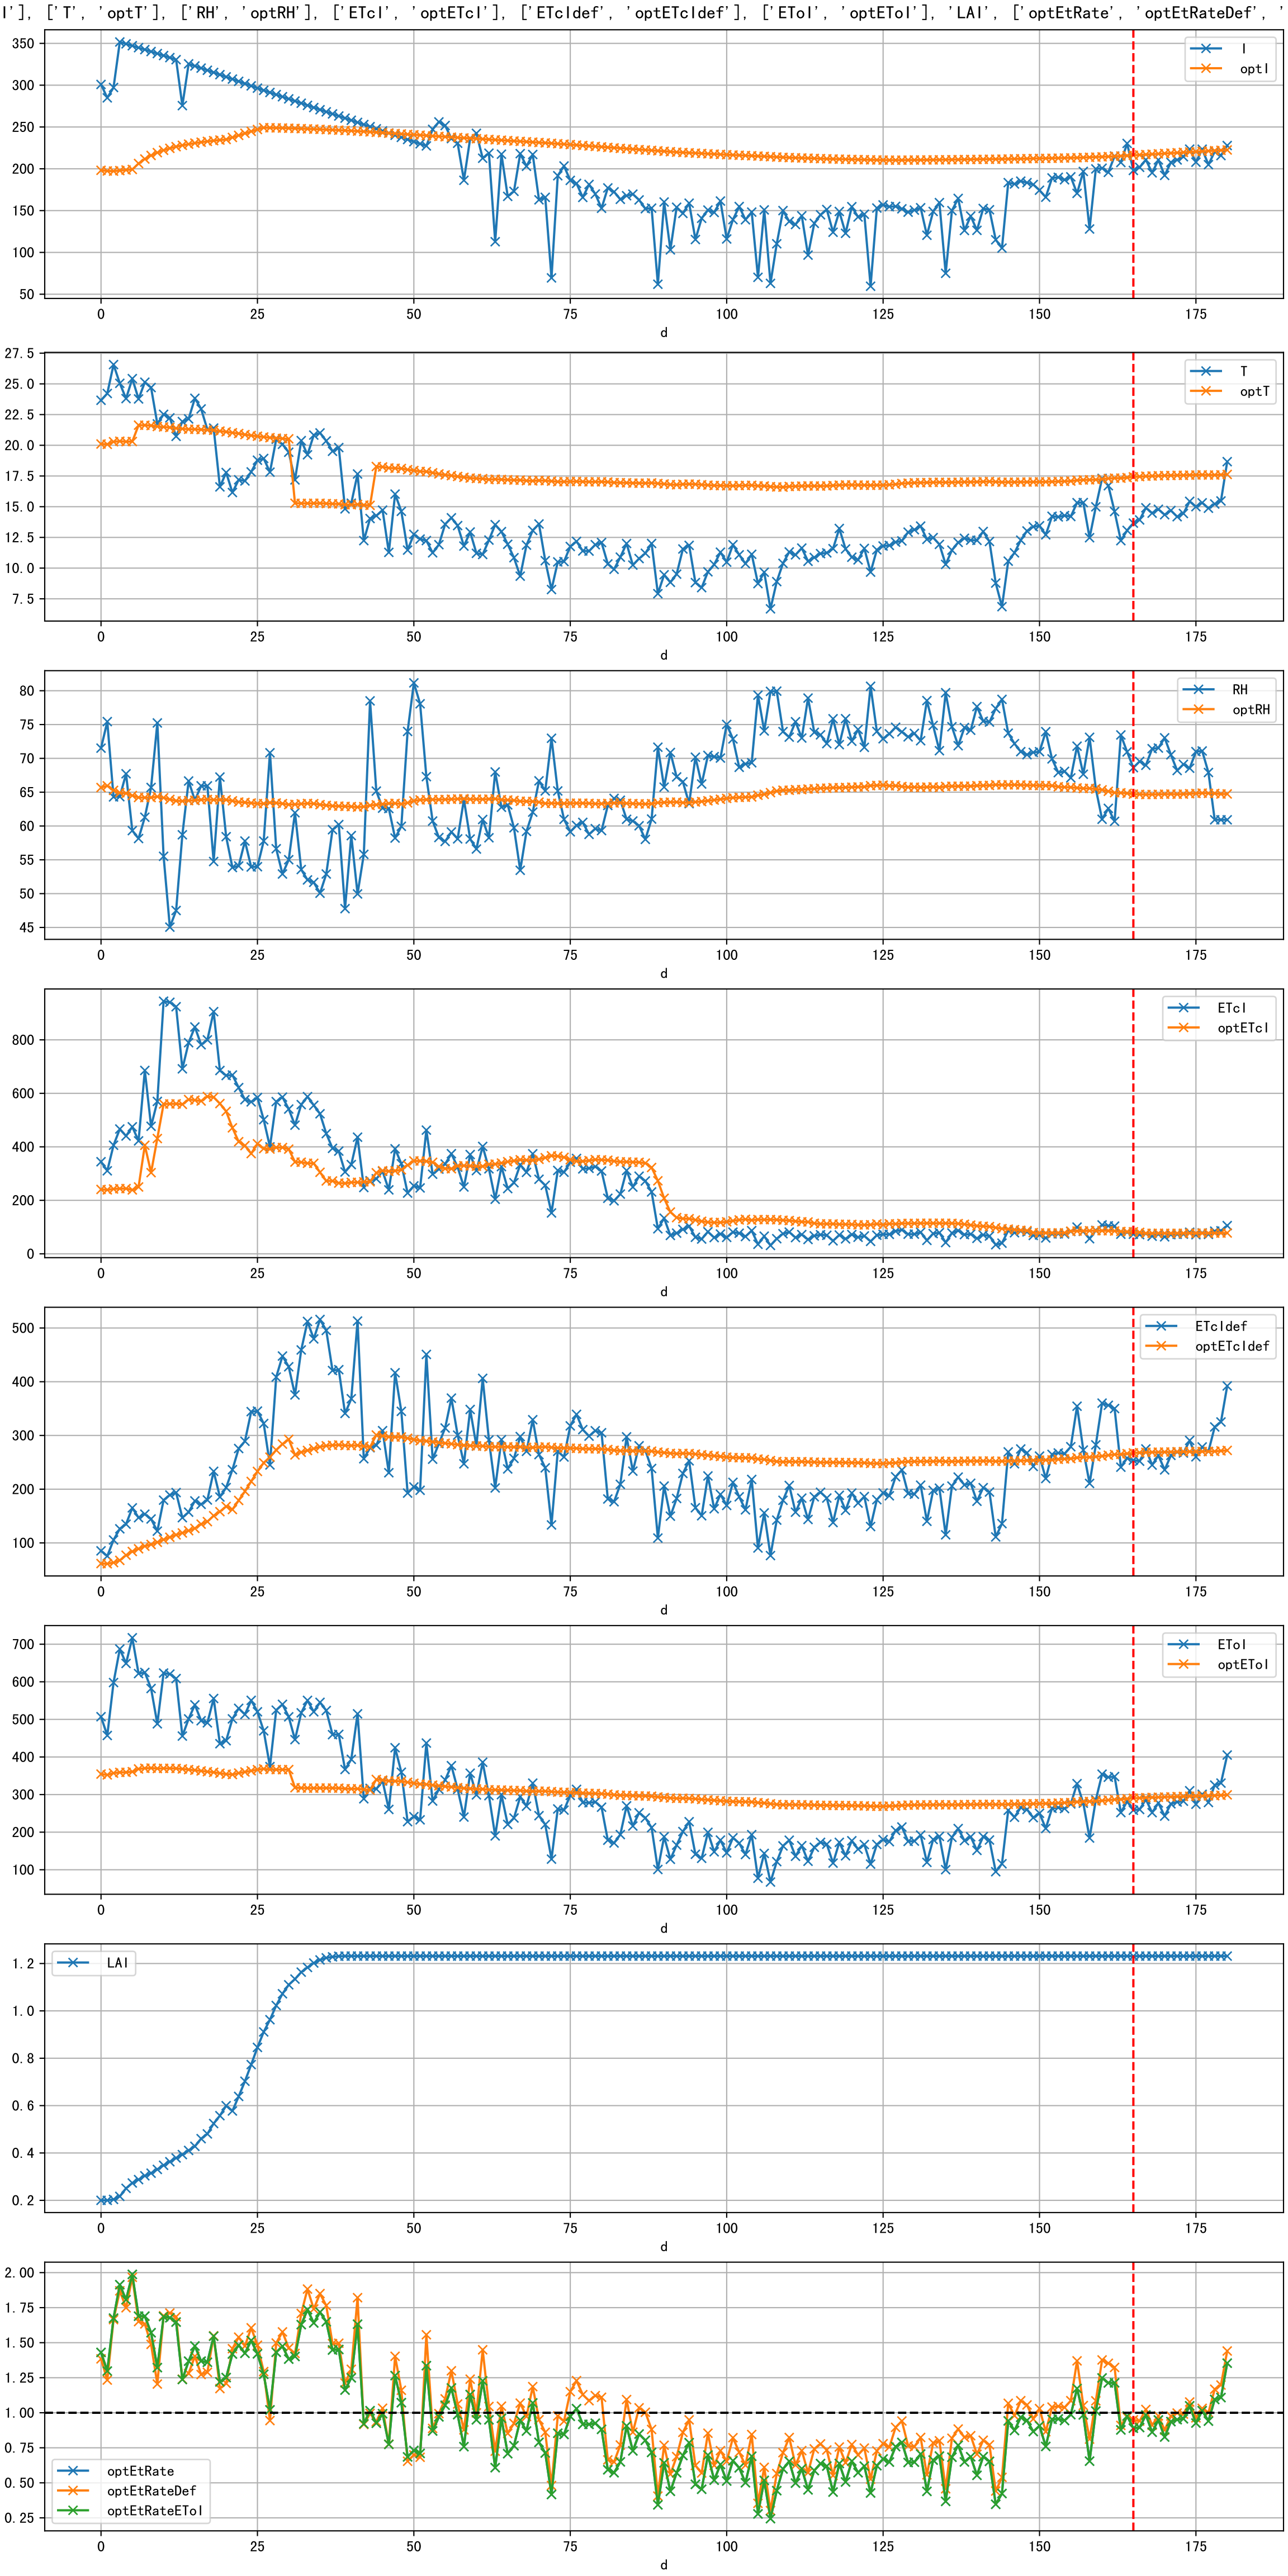 I'], ['T', 'optT'], ['RH', 'optRH'], ['ETcI', 'optETcI'], ['ETcIdef', 'optETcIdef'], ['EToI', 'optEToI'], 'LAI', ['optEtRate', 'optEtRateDef', '
350
300
250
200
150
100
50
I
optI
0 25 50 75 100 125 150 175
d
27.5
25.0
22.5
20.0
17.5
15.0
12.5
10.0
7.5
T
optT
0 25 50 75 100 125 150 175
d
80
75
70
65
60
55
50
45
RH
optRH
0 25 50 75 100 125 150 175
d
800
600
400
200
0
ETcI
optETcI
0 25 50 75 100 125 150 175
d
500
400
300
200
100
ETcIdef
optETcIdef
0 25 50 75 100 125 150 175
d
700
600
500
400
300
200
100
EToI
optEToI
0 25 50 75 100 125 150 175
d
1.2
1.0
0.8
0.6
0.4
0.2
LAI
0 25 50 75 100 125 150 175
d
2.00
1.75
1.50
1.25
1.00
0.75
0.50
0.25
optEtRate
optEtRateDef
optEtRateEToI
0 25 50 75 100 125 150 175
d